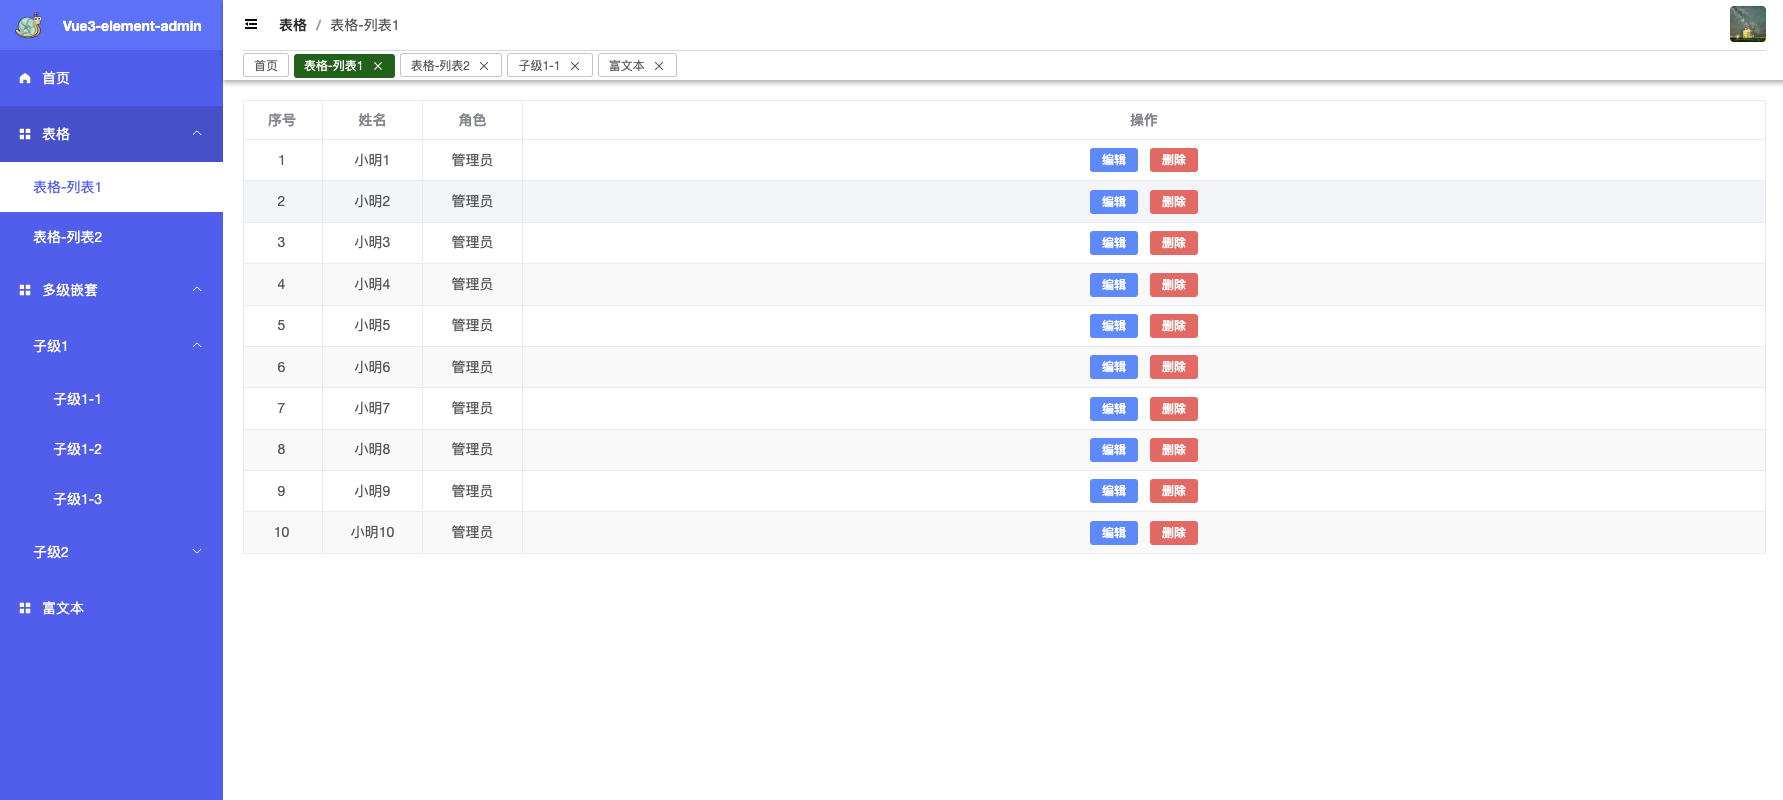 Vue3-element-admin
首页
表格
表格-列表1
表格-列表2
多级嵌套
子级1
子级1-1
子级1-2
子级1-3
子级2
富文本
表格 / 表格-列表1
首页 表格-列表1 表格-列表2 子级1-1 富文本
序号 姓名 角色 操作
1 小明1 管理员 编辑 删除
2 小明2 管理员 编辑 删除
3 小明3 管理员 编辑 删除
4 小明4 管理员 编辑 删除
5 小明5 管理员 编辑 删除
6 小明6 管理员 编辑 删除
7 小明7 管理员 编辑 删除
8 小明8 管理员 编辑 删除
9 小明9 管理员 编辑 删除
10 小明10 管理员 编辑 删除